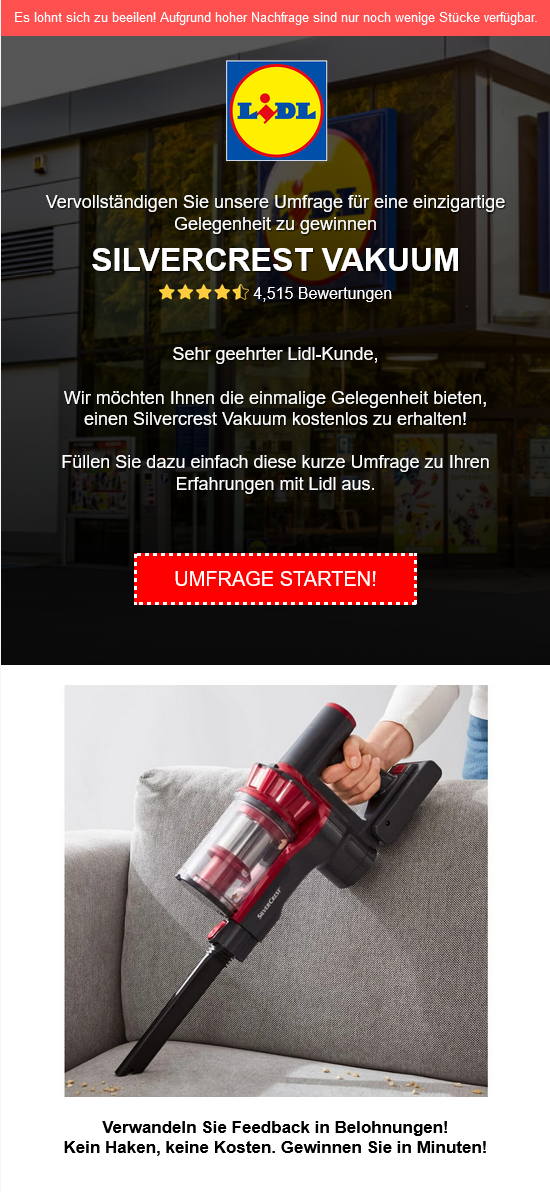 Es lohnt sich zu beeilen! Aufgrund hoher Nachfrage sind nur noch wenige Stücke verfügbar.
LIDL
LIDL
Vervollständigen Sie unsere Umfrage für eine einzigartige
Gelegenheit zu gewinnen
SILVERCREST VAKUUM
4,515 Bewertungen
Sehr geehrter Lidl-Kunde,
Wir möchten Ihnen die einmalige Gelegenheit bieten,
einen Silvercrest Vakuum kostenlos zu erhalten!
Füllen Sie dazu einfach diese kurze Umfrage zu Ihren
Erfahrungen mit Lidl aus.
UMFRAGE STARTEN!
SILVERCREST
Verwandeln Sie Feedback in Belohnungen!
Kein Haken, keine Kosten. Gewinnen Sie in Minuten!